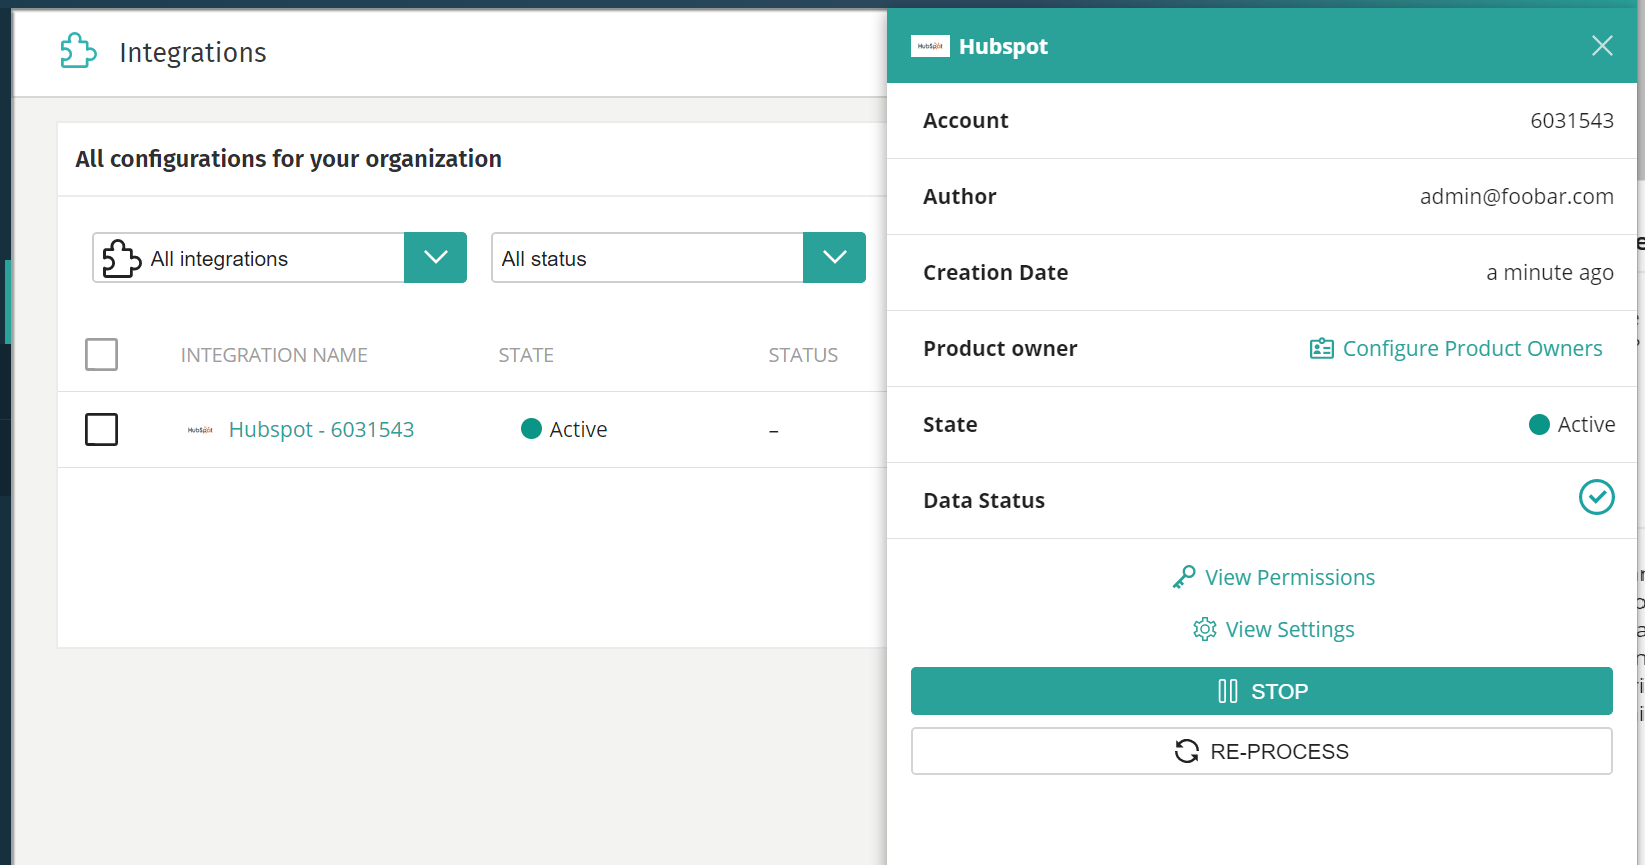 Integrations
All configurations for your organization
All integrations
All status
INTEGRATION NAME STATE STATUS
HubSpot Hubspot - 6031543 Active –
HubSpot Hubspot
Account 6031543
Author admin@foobar.com
Creation Date a minute ago
Product owner Configure Product Owners
State Active
Data Status
View Permissions
View Settings
STOP
RE-PROCESS